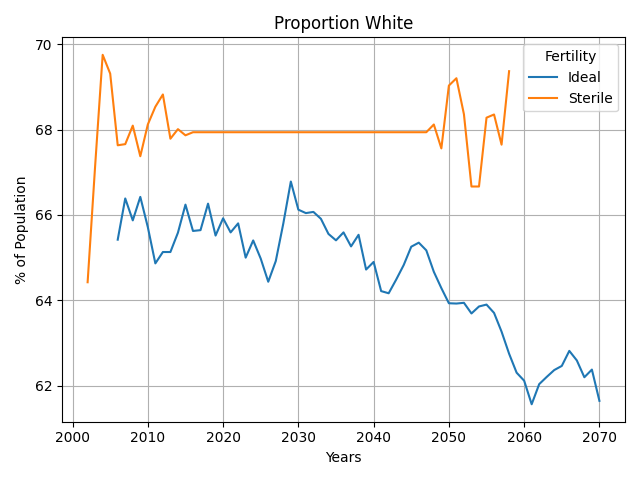 Proportion White
% of Population
70
68
66
64
62
Fertility
Ideal
Sterile
2000 2010 2020 2030 2040 2050 2060 2070
Years